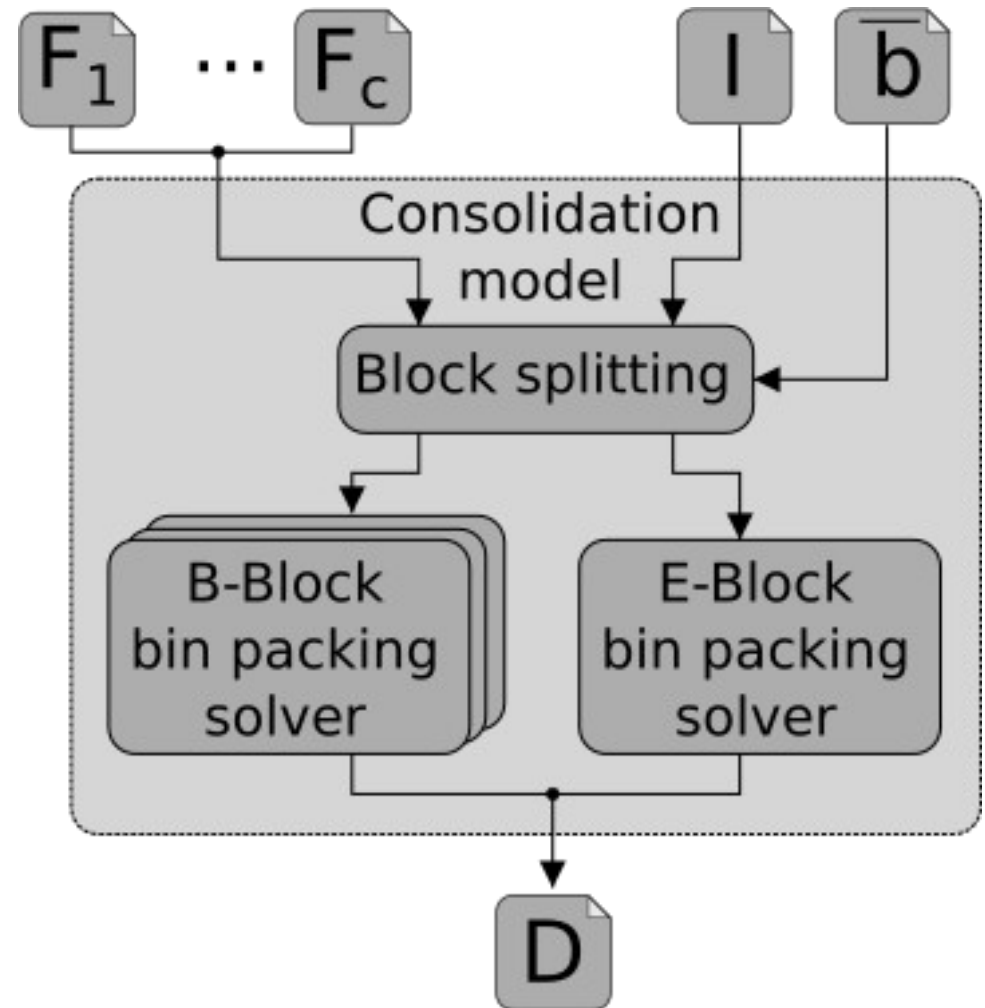 F1 ... Fc I b̅
Consolidation
model
Block splitting
B-Block
bin packing
solver
E-Block
bin packing
solver
D